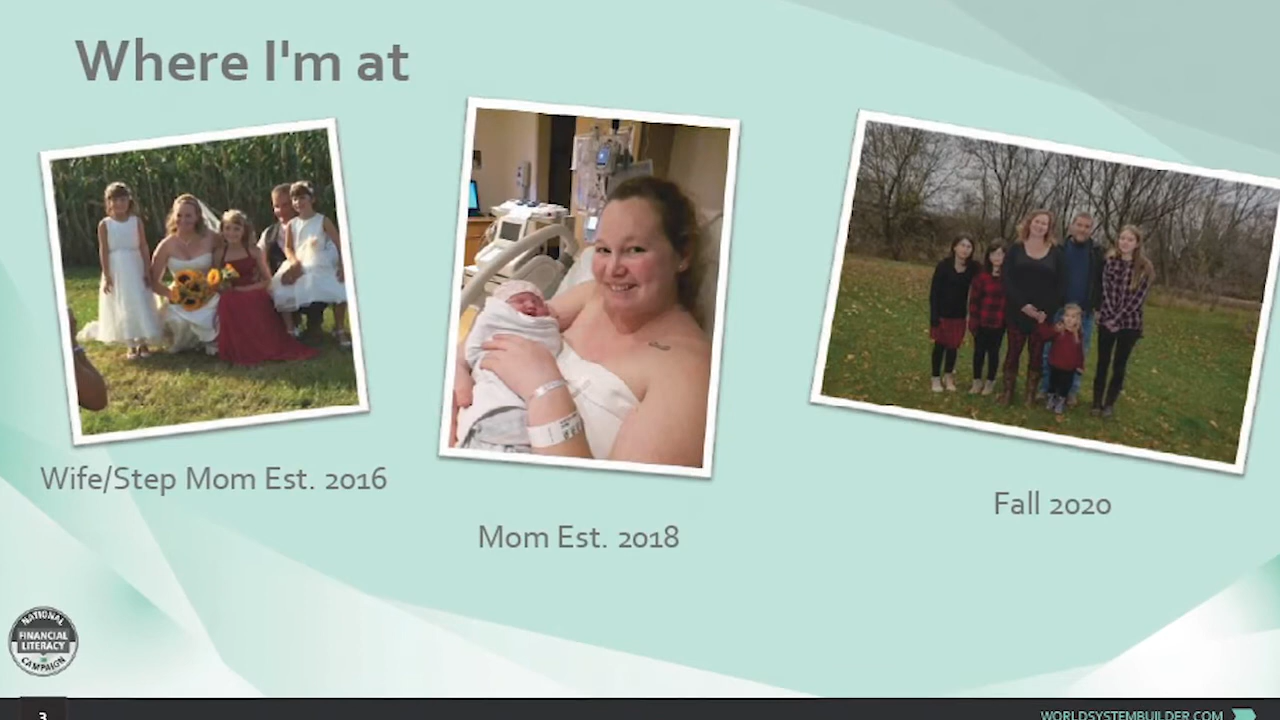 Where I'm at
Wife/Step Mom Est. 2016
Mom Est. 2018
Fall 2020
NATIONAL
FINANCIAL
LITERACY
CAMPAIGN
3
WORLDSYSTEMBUILDER.COM